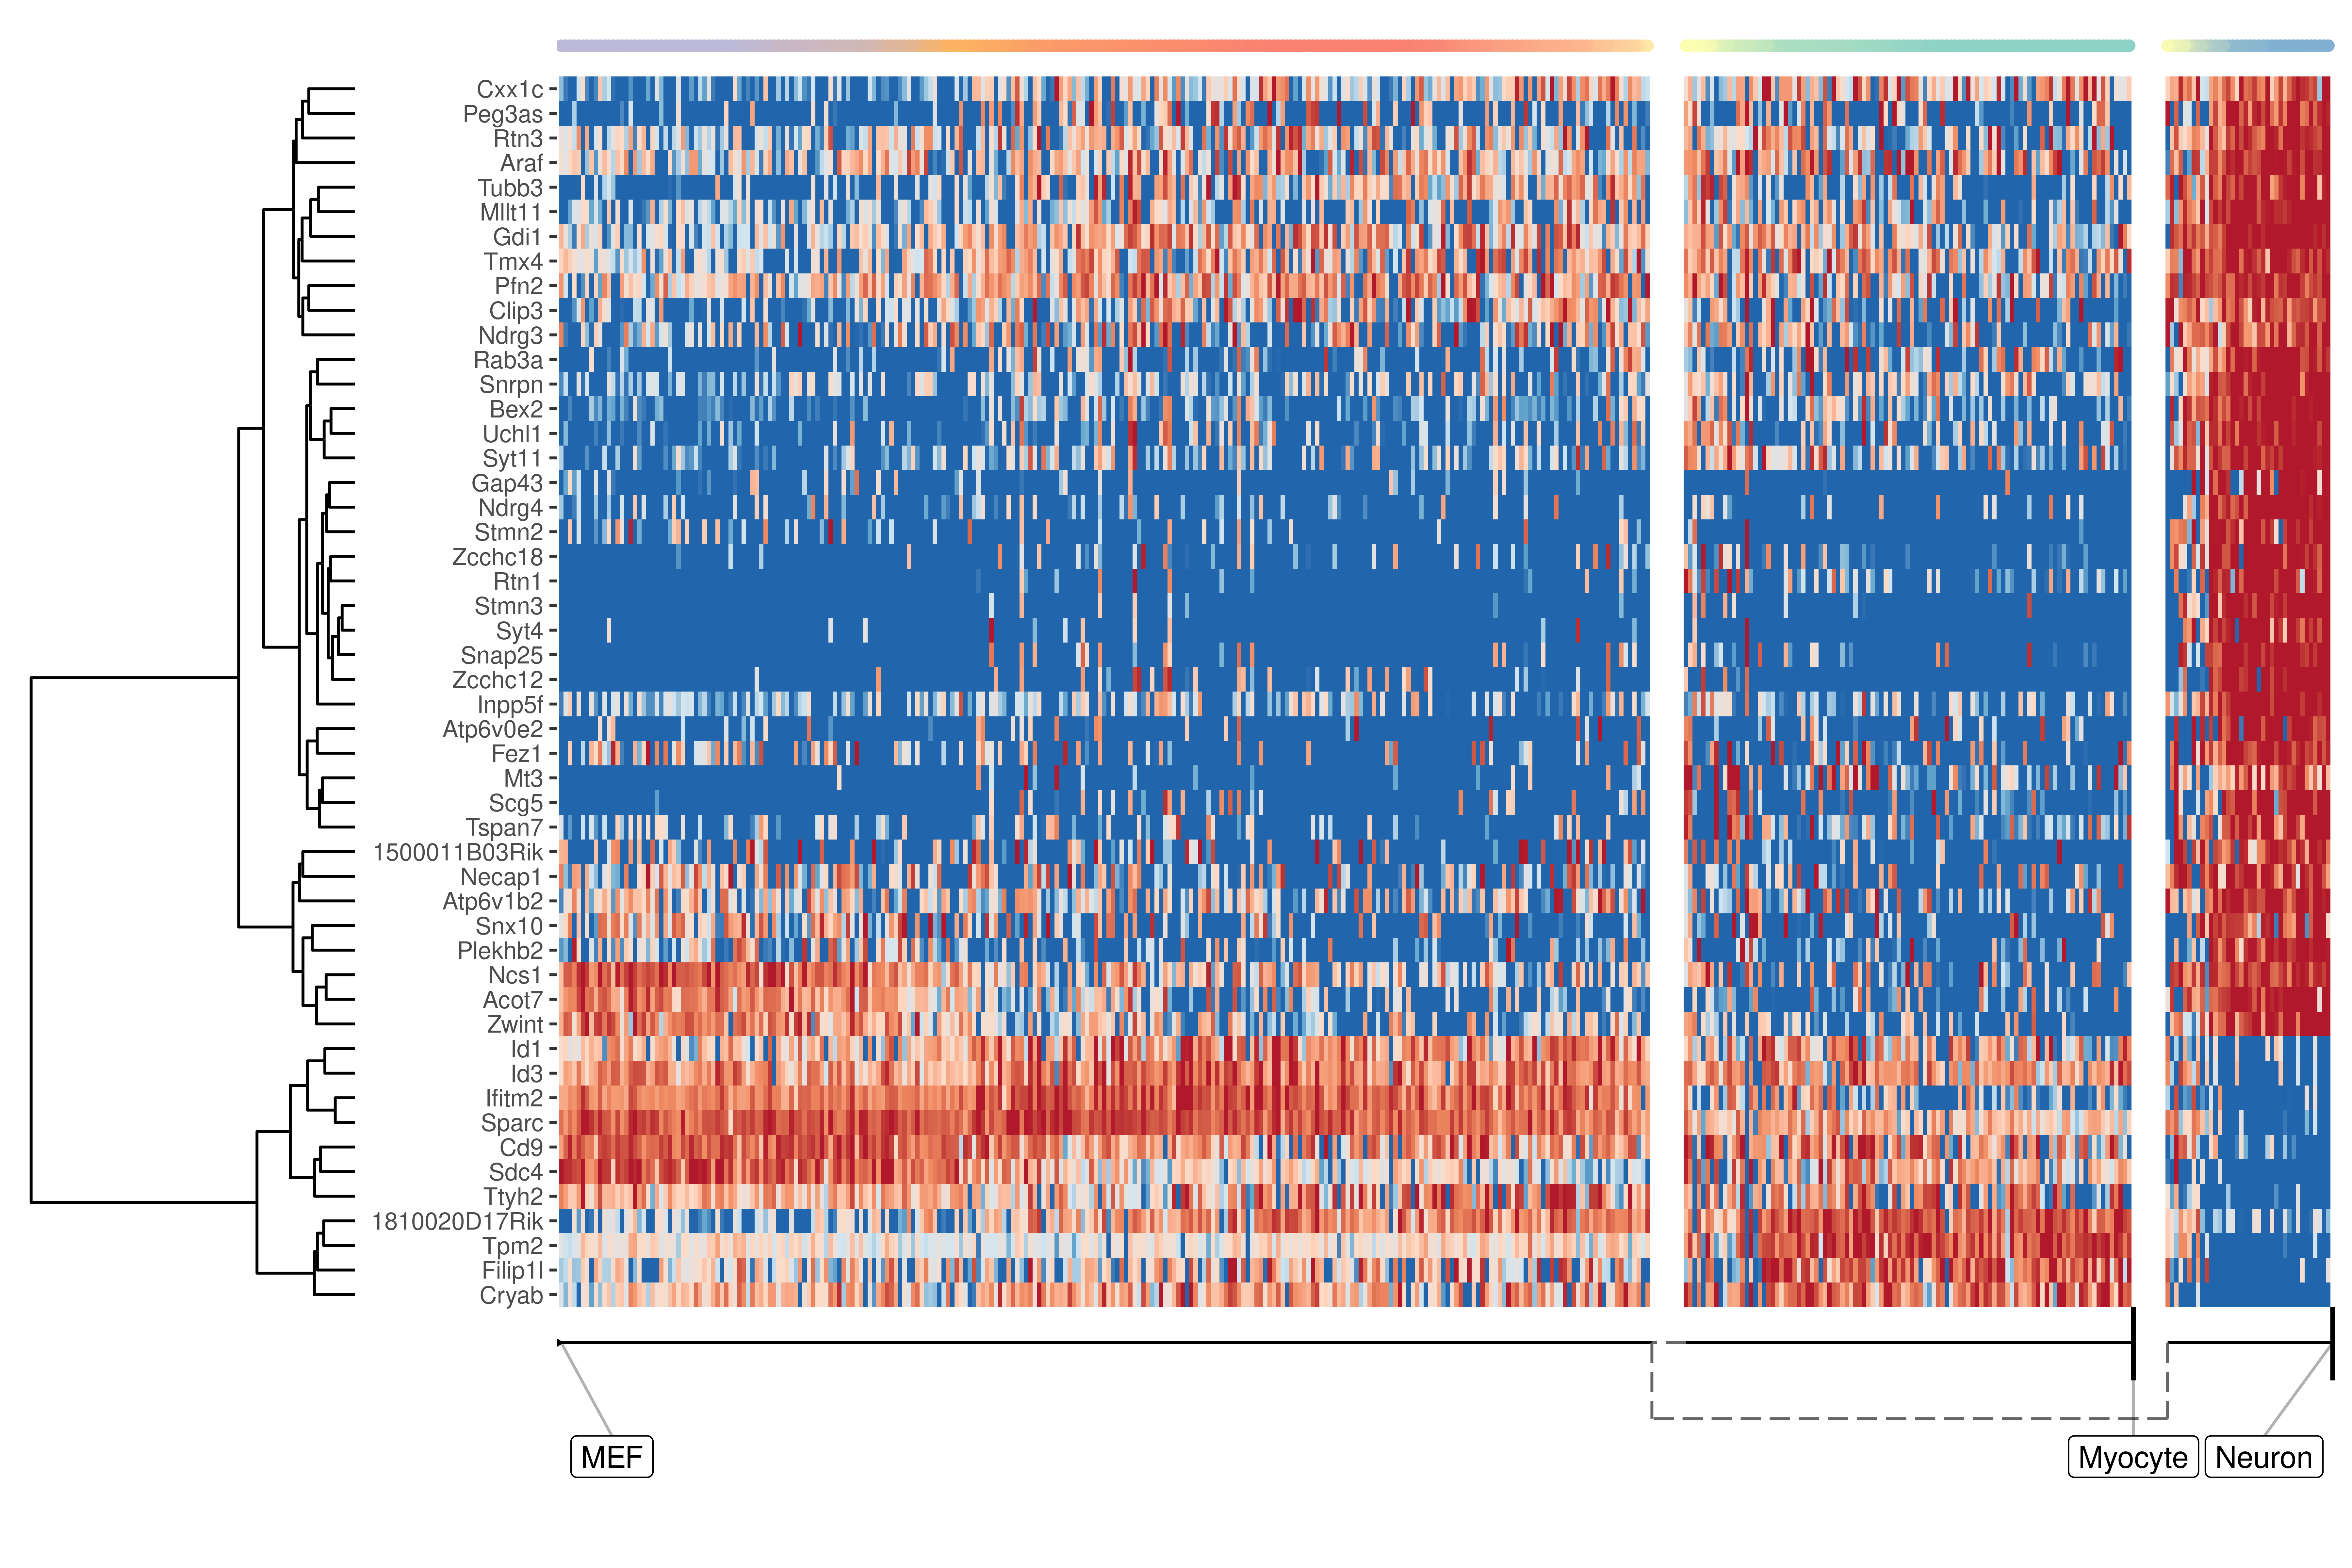 Cxx1c
Peg3as
Rtn3
Araf
Tubb3
Mllt11
Gdi1
Tmx4
Pfn2
Clip3
Ndrg3
Rab3a
Snrpn
Bex2
Uchl1
Syt11
Gap43
Ndrg4
Stmn2
Zcchc18
Rtn1
Stmn3
Syt4
Snap25
Zcchc12
Inpp5f
Atp6v0e2
Fez1
Mt3
Scg5
Tspan7
1500011B03Rik
Necap1
Atp6v1b2
Snx10
Plekhb2
Ncs1
Acot7
Zwint
Id1
Id3
Ifitm2
Sparc
Cd9
Sdc4
Ttyh2
1810020D17Rik
Tpm2
Filip1l
Cryab
MEF Myocyte Neuron